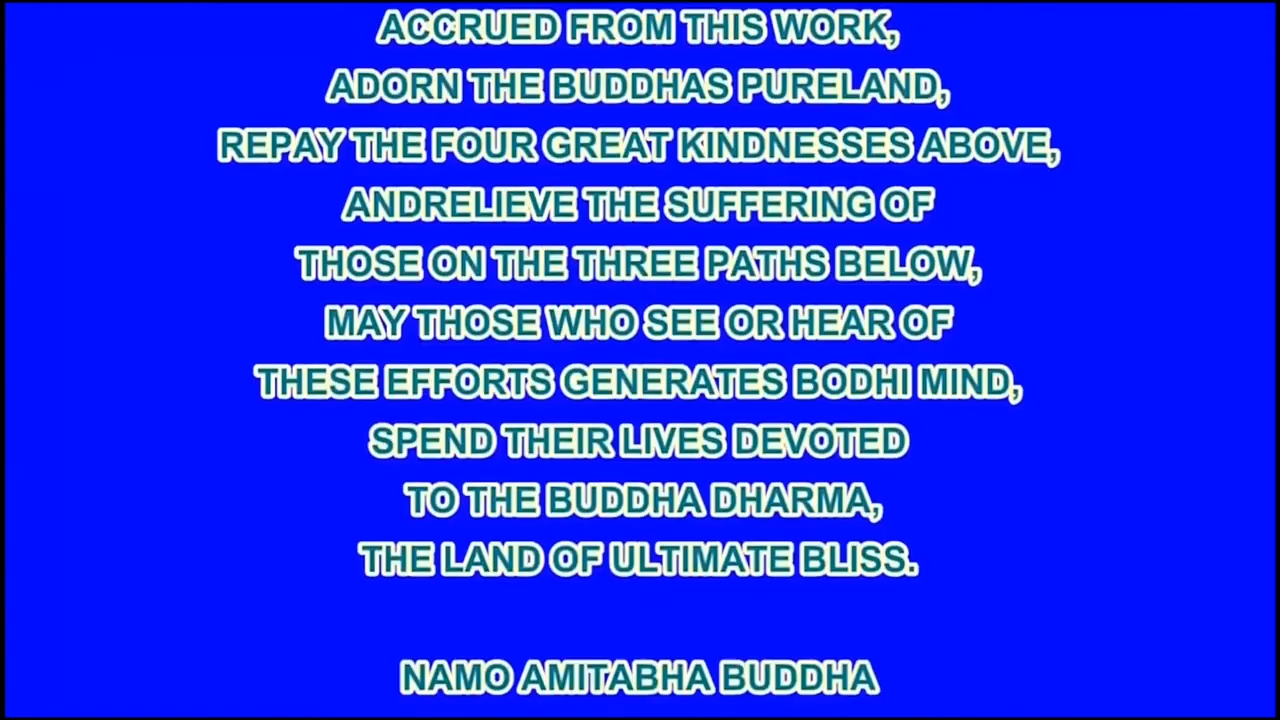 ACCRUED FROM THIS WORK,
ADORN THE BUDDHAS PURELAND,
REPAY THE FOUR GREAT KINDNESSES ABOVE,
ANDRELIEVE THE SUFFERING OF
THOSE ON THE THREE PATHS BELOW,
MAY THOSE WHO SEE OR HEAR OF
THESE EFFORTS GENERATES BODHI MIND,
SPEND THEIR LIVES DEVOTED
TO THE BUDDHA DHARMA,
THE LAND OF ULTIMATE BLISS.
NAMO AMITABHA BUDDHA